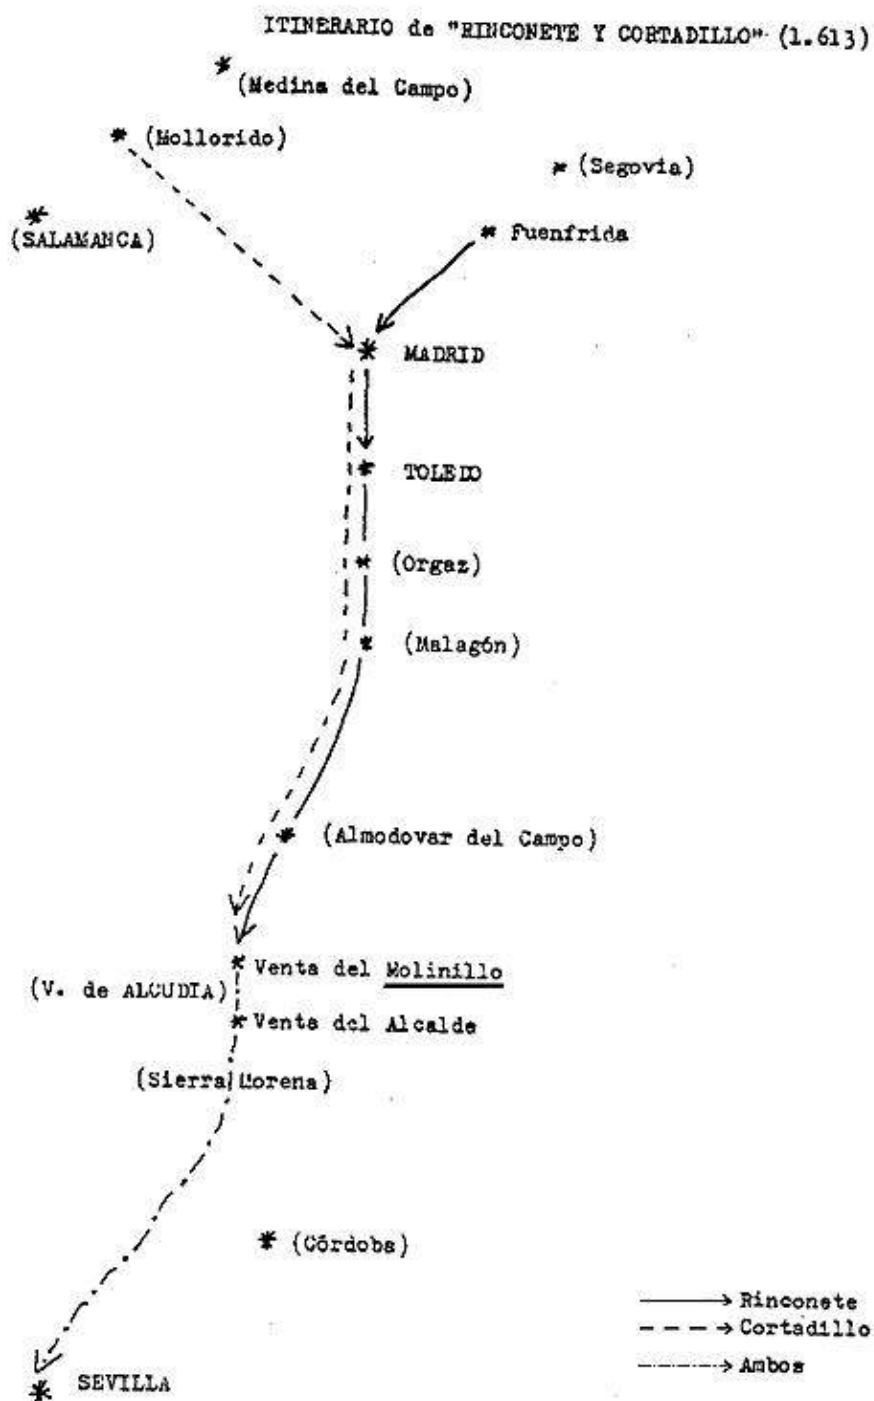 ITINERARIO de "RINCONETE Y CORTADILLO" (1.613)
(Medina del Campo)
(Mollorido)
(Segovia)
(SALAMANCA)
Fuenfrida
MADRID
TOLEDO
(Orgaz)
(Malagón)
(Almodovar del Campo)
Venta del Molinillo
(V. de ALCUDIA)
Venta del Alcalde
(Sierra Morena)
(Córdoba)
Rinconete
Cortadillo
Ambos
SEVILLA